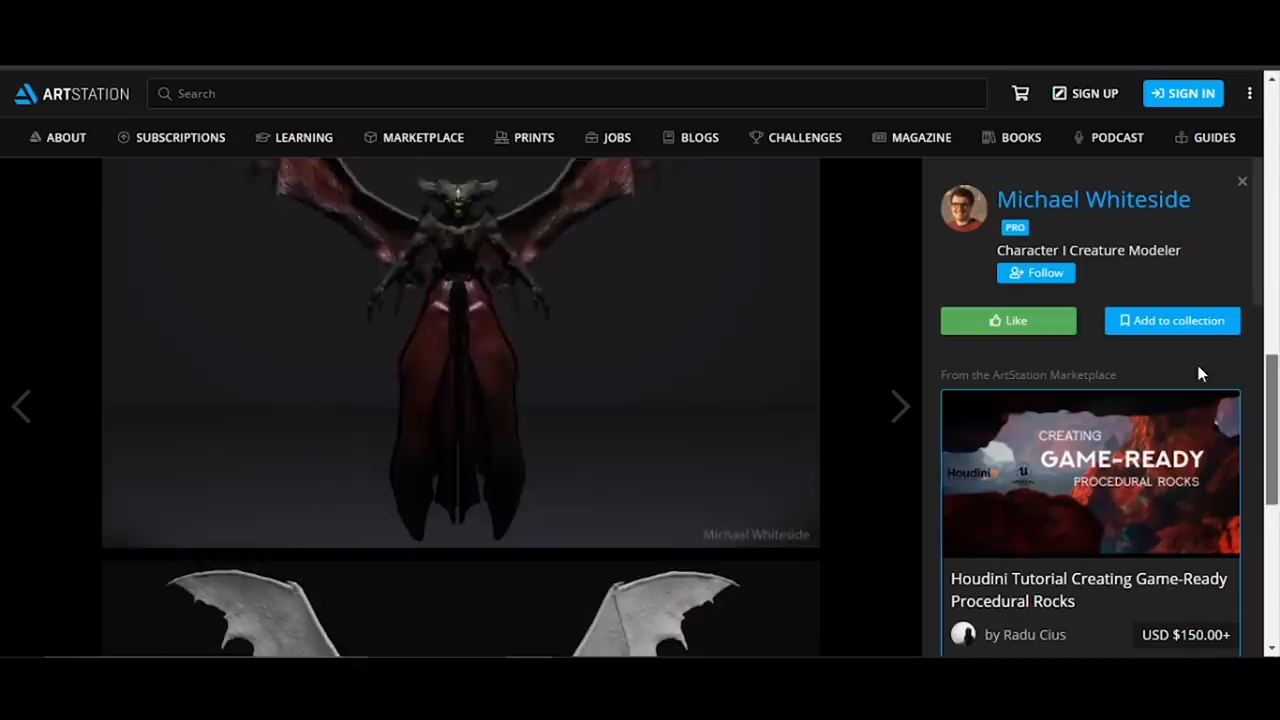 ARTSTATION
Search
SIGN UP
SIGN IN
ABOUT
SUBSCRIPTIONS
LEARNING
MARKETPLACE
PRINTS
JOBS
BLOGS
CHALLENGES
MAGAZINE
BOOKS
PODCAST
GUIDES
Michael Whiteside
Michael Whiteside
PRO
Character I Creature Modeler
Follow
Like
Add to collection
From the ArtStation Marketplace
CREATING
GAME-READY
PROCEDURAL ROCKS
Houdini
Houdini Tutorial Creating Game-Ready
Procedural Rocks
by Radu Cius
USD $150.00+